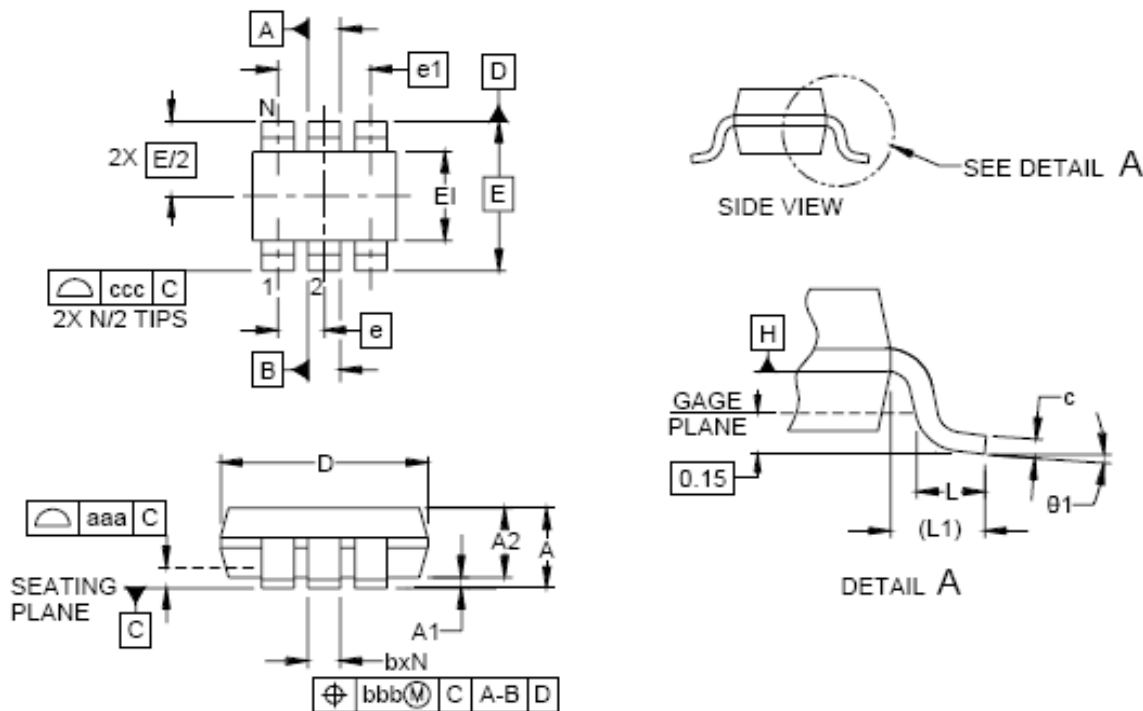 A
e1
D
N
2X E/2
EI
E
ccc C
2X N/2 TIPS
1 2
e
B
SIDE VIEW
SEE DETAIL A
H
GAGE
PLANE
c
0.15
L
(L1)
θ1
DETAIL A
D
aaa C
A2
A
SEATING
PLANE
C
A1
bxN
⌖ bbbⓂ C A-B D